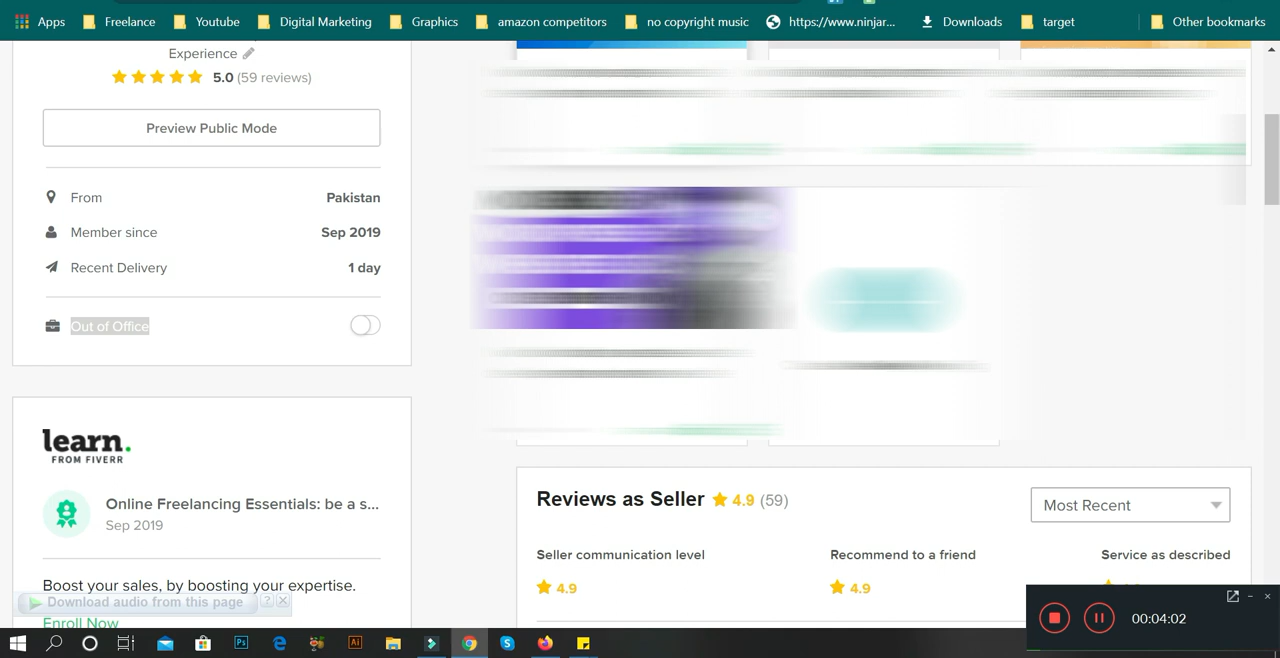 Apps Freelance Youtube Digital Marketing Graphics amazon competitors no copyright music https://www.ninjar... Downloads target Other bookmarks
Experience
5.0 (59 reviews)
Preview Public Mode
From Pakistan
Member since Sep 2019
Recent Delivery 1 day
Out of Office
learn.
FROM FIVERR
Online Freelancing Essentials: be a s...
Sep 2019
Boost your sales, by boosting your expertise.
Download audio from this page ? X
Enroll Now
Reviews as Seller 4.9 (59)
Most Recent
Seller communication level Recommend to a friend Service as described
4.9 4.9
00:04:02
Ps
Ai